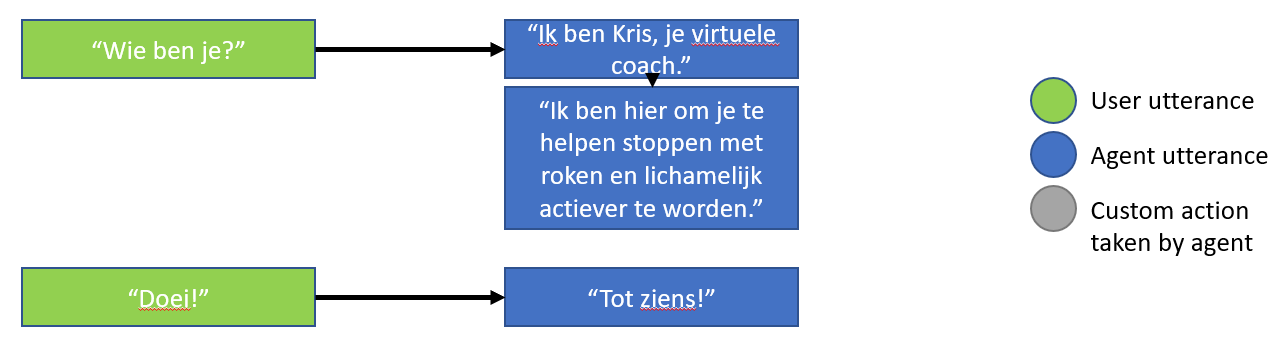 “Wie ben je?”
“Ik ben Kris, je virtuele
coach.”
“Ik ben hier om je te
helpen stoppen met
roken en lichamelijk
actiever te worden.”
“Doei!”
“Tot ziens!”
User utterance
Agent utterance
Custom action
taken by agent